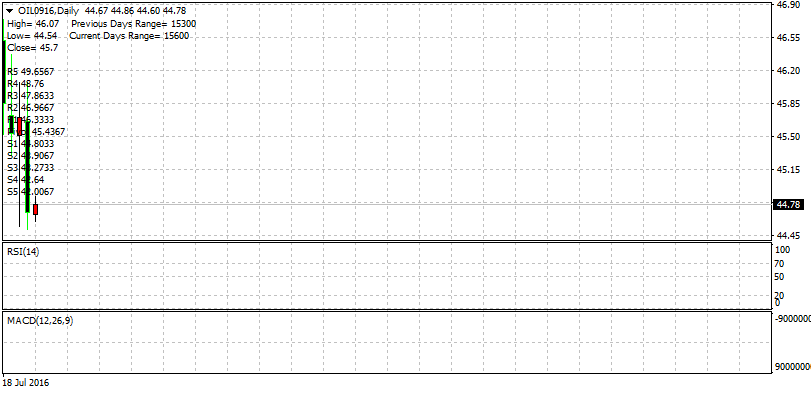 OIL0916,Daily 44.67 44.86 44.60 44.78
High= 46.07 Previous Days Range= 15300
Low= 44.54 Current Days Range= 15600
Close= 45.7
R5 49.6567
R4 48.76
R3 47.8633
R2 46.9667
R1 46.3333
Pivot 45.4367
S1 44.8033
S2 43.9067
S3 43.2733
S4 42.64
S5 42.0067
46.90
46.55
46.20
45.85
45.50
45.15
44.78
44.45
RSI(14)
100
70
50
20
0
MACD(12,26,9)
-9000000
9000000
18 Jul 2016